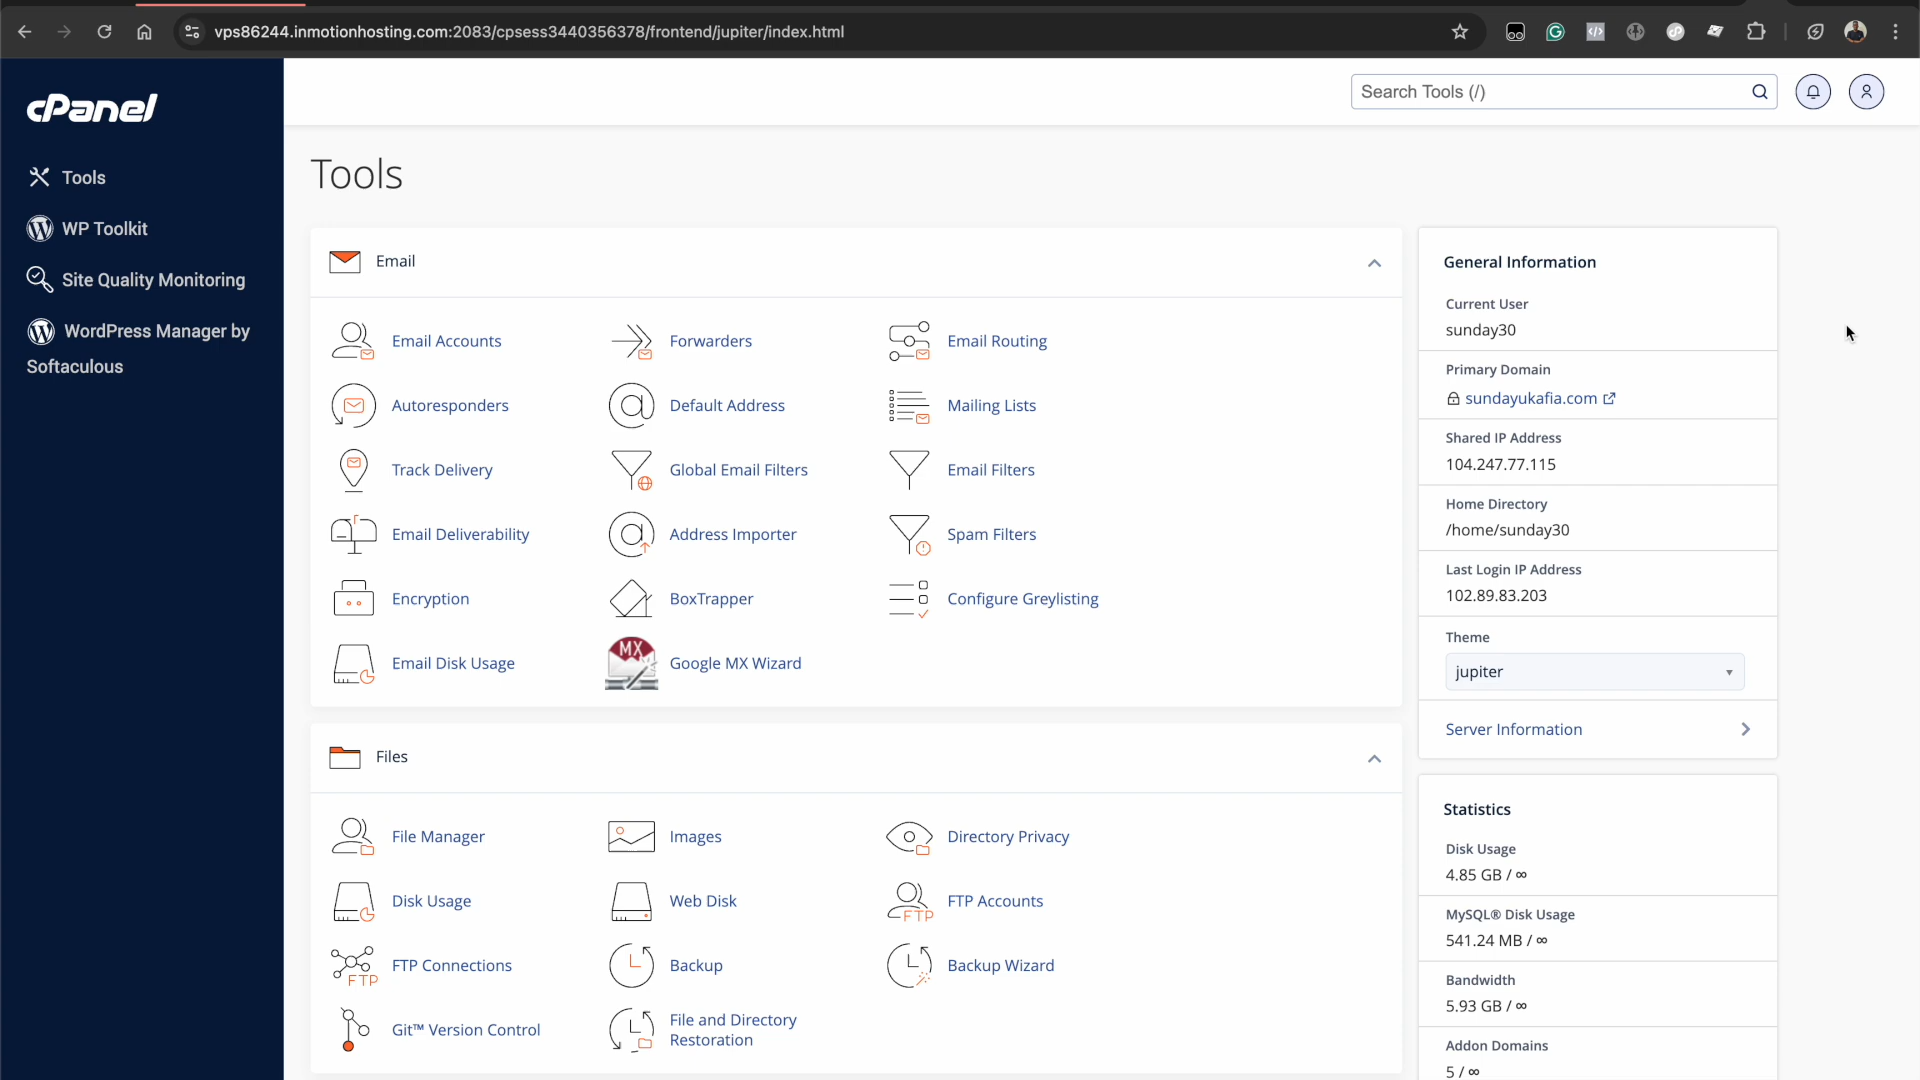 vps86244.inmotionhosting.com:2083/cpsess3440356378/frontend/jupiter/index.html
cPanel
Search Tools (/)
Tools
WP Toolkit
Site Quality Monitoring
WordPress Manager by
Softaculous
Tools
Email
Email Accounts
Forwarders
Email Routing
Autoresponders
Default Address
Mailing Lists
Track Delivery
Global Email Filters
Email Filters
Email Deliverability
Address Importer
Spam Filters
Encryption
BoxTrapper
Configure Greylisting
Email Disk Usage
MX
Google MX Wizard
Files
File Manager
Images
Directory Privacy
Disk Usage
Web Disk
FTP
FTP Accounts
FTP
FTP Connections
Backup
Backup Wizard
Git™ Version Control
File and Directory
Restoration
General Information
Current User
sunday30
Primary Domain
sundayukafia.com
Shared IP Address
104.247.77.115
Home Directory
/home/sunday30
Last Login IP Address
102.89.83.203
Theme
jupiter
Server Information
Statistics
Disk Usage
4.85 GB / ∞
MySQL® Disk Usage
541.24 MB / ∞
Bandwidth
5.93 GB / ∞
Addon Domains
5 / ∞